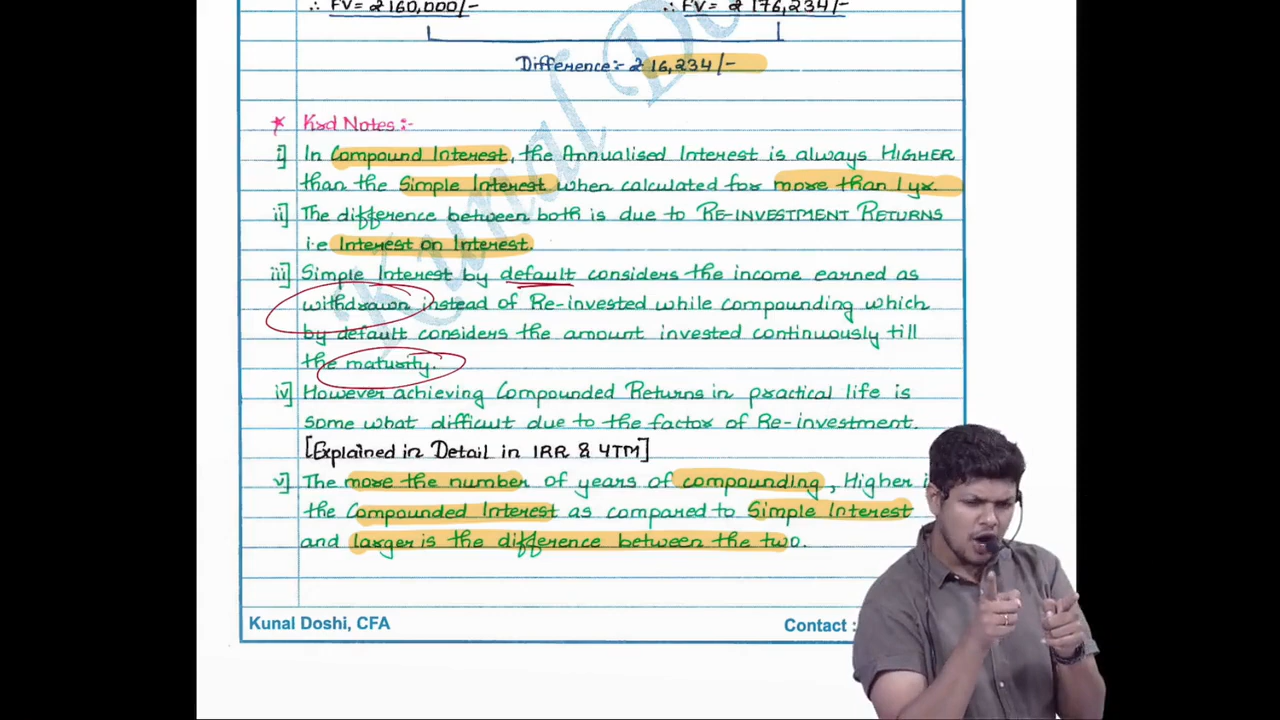 ∴ FV= ₹160,000/-
∴ FV= ₹ 176,234/-
Difference:- ₹ 16,234/-
* Krd Notes:-
i] In Compound Interest, the Annualised Interest is always HIGHER
than the Simple Interest when calculated for more than 1 yr.
ii] The difference between both is due to RE-INVESTMENT RETURNS
i.e Interest on Interest.
iii] Simple Interest by default considers the income earned as
withdrawn instead of Re-invested while compounding which
by default considers the amount invested continuously till
the maturity.
iv] However achieving Compounded Returns in practical life is
some what difficult due to the factor of Re-investment.
[Explained in Detail in IRR & YTM]
v] The more the number of years of compounding, Higher
the Compounded Interest as compared to Simple Interest
and larger is the difference between the two.
Kunal Doshi, CFA
Contact :